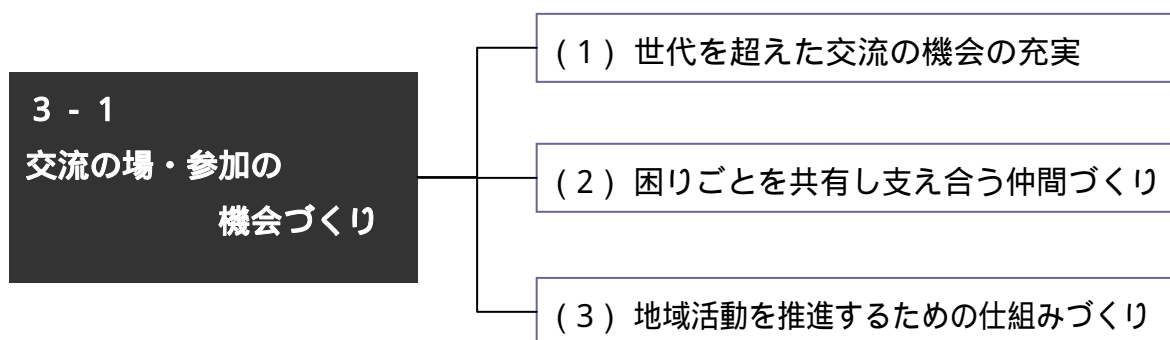 ３－１
交流の場・参加の
機会づくり
(１) 世代を超えた交流の機会の充実
(２) 困りごとを共有し支え合う仲間づくり
(３) 地域活動を推進するための仕組みづくり